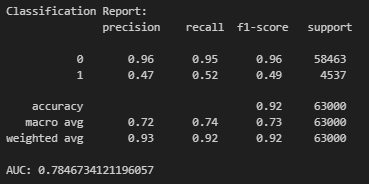 Classification Report:
precision recall f1-score support
0 0.96 0.95 0.96 58463
1 0.47 0.52 0.49 4537
accuracy 0.92 63000
macro avg 0.72 0.74 0.73 63000
weighted avg 0.93 0.92 0.92 63000
AUC: 0.7846734121196057